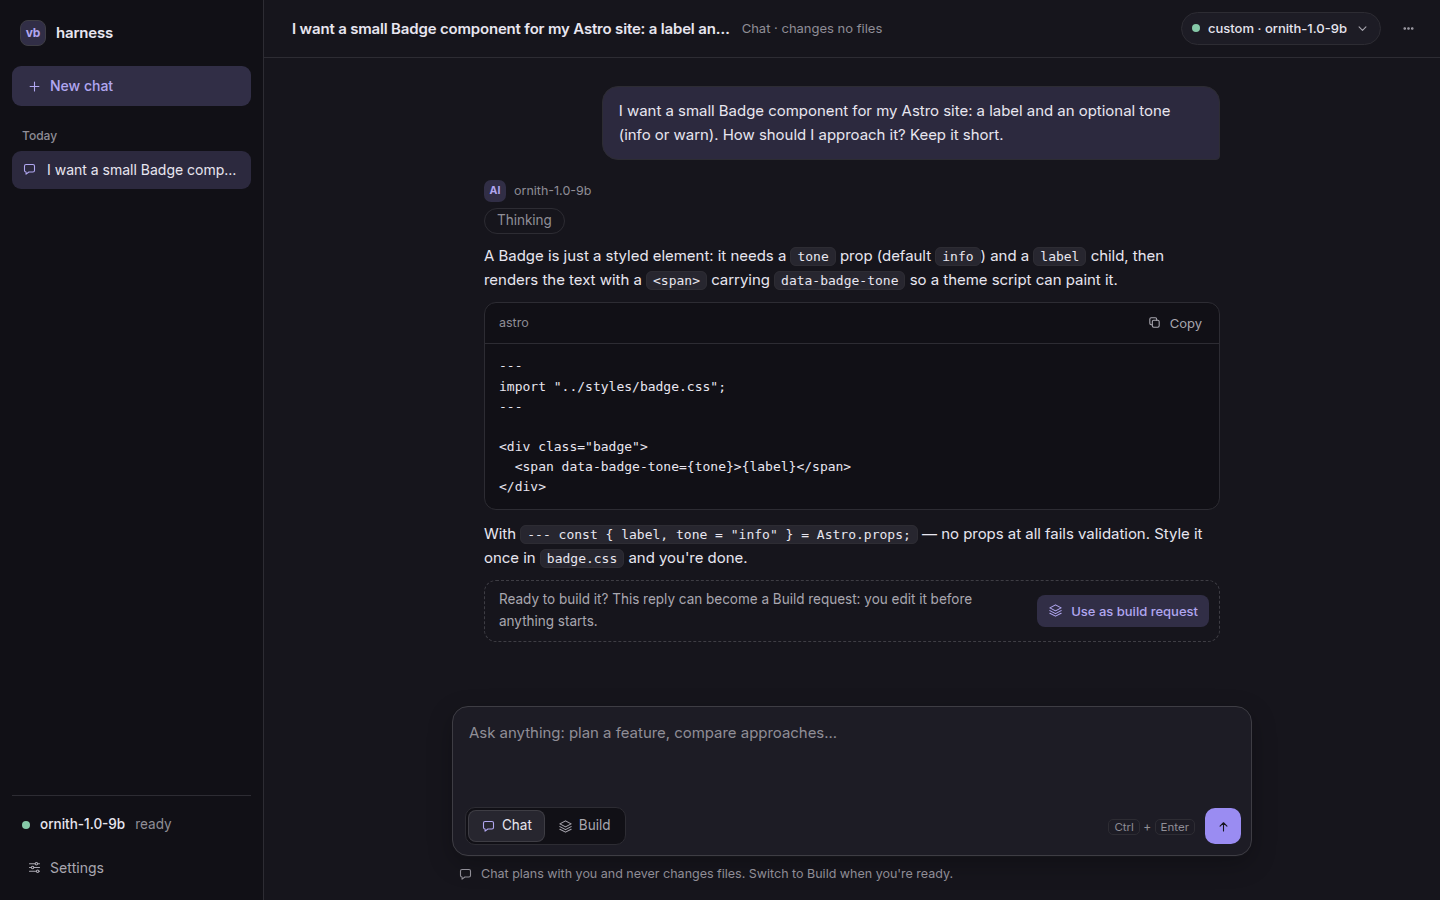 vb harness
New chat
Today
I want a small Badge comp...
ornith-1.0-9b ready
Settings
I want a small Badge component for my Astro site: a label an... Chat · changes no files
custom · ornith-1.0-9b
I want a small Badge component for my Astro site: a label and an optional tone
(info or warn). How should I approach it? Keep it short.
AI ornith-1.0-9b
Thinking
A Badge is just a styled element: it needs a tone prop (default info) and a label child, then
renders the text with a <span> carrying data-badge-tone so a theme script can paint it.
astro Copy
---
import "../styles/badge.css";
---
<div class="badge">
  <span data-badge-tone={tone}>{label}</span>
</div>
With --- const { label, tone = "info" } = Astro.props; — no props at all fails validation. Style it
once in badge.css and you're done.
Ready to build it? This reply can become a Build request: you edit it before
anything starts.
Use as build request
Ask anything: plan a feature, compare approaches...
Chat Build Ctrl + Enter
Chat plans with you and never changes files. Switch to Build when you're ready.